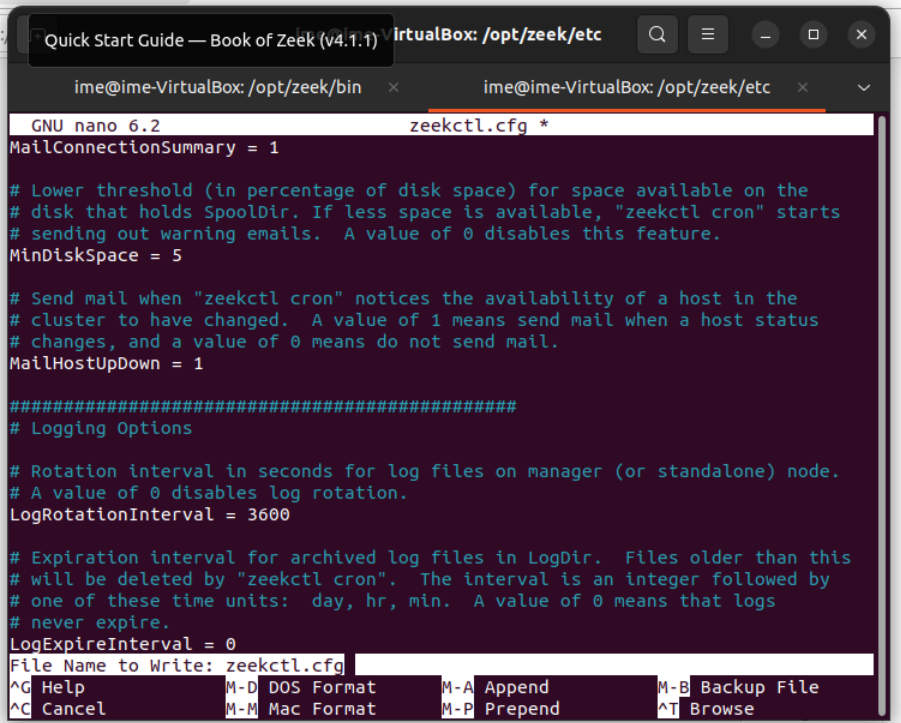 Quick Start Guide — Book of Zeek (v4.1.1)
irtualBox: /opt/zeek/etc
ime@ime-VirtualBox: /opt/zeek/bin
ime@ime-VirtualBox: /opt/zeek/etc
GNU nano 6.2 zeekctl.cfg *
MailConnectionSummary = 1
# Lower threshold (in percentage of disk space) for space available on the
# disk that holds SpoolDir. If less space is available, "zeekctl cron" starts
# sending out warning emails.  A value of 0 disables this feature.
MinDiskSpace = 5
# Send mail when "zeekctl cron" notices the availability of a host in the
# cluster to have changed.  A value of 1 means send mail when a host status
# changes, and a value of 0 means do not send mail.
MailHostUpDown = 1
###############################################
# Logging Options
# Rotation interval in seconds for log files on manager (or standalone) node.
# A value of 0 disables log rotation.
LogRotationInterval = 3600
# Expiration interval for archived log files in LogDir.  Files older than this
# will be deleted by "zeekctl cron".  The interval is an integer followed by
# one of these time units:  day, hr, min.  A value of 0 means that logs
# never expire.
LogExpireInterval = 0
File Name to Write: zeekctl.cfg
^G Help M-D DOS Format M-A Append M-B Backup File
^C Cancel M-M Mac Format M-P Prepend ^T Browse